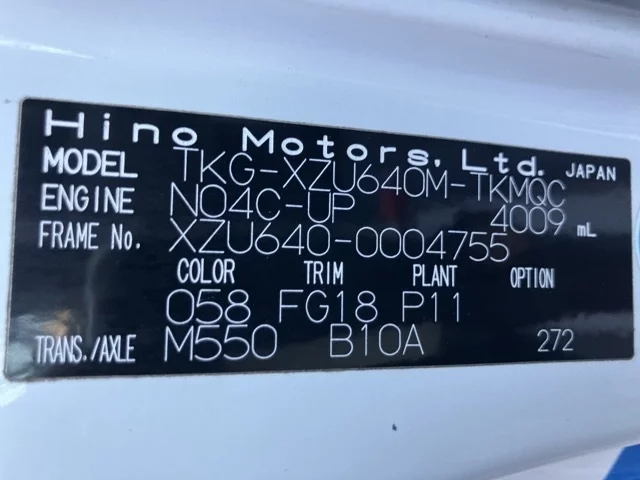 Hino Motors, Ltd. JAPAN
MODEL TKG-XZU640M-TKMQC
ENGINE N04C-UP 4009 mL
FRAME No. XZU640-0004755
COLOR TRIM PLANT OPTION
058 FG18 P11
TRANS./AXLE M550 B10A 272